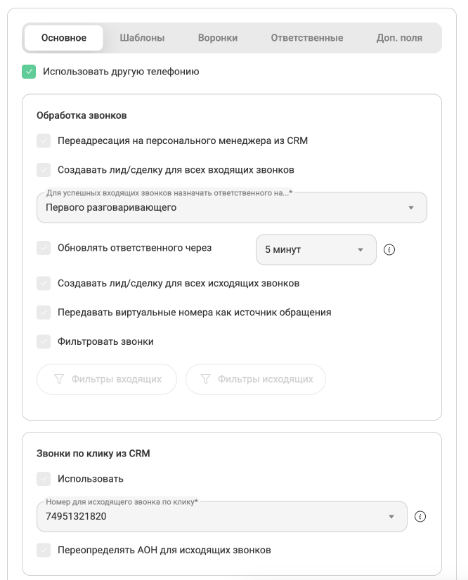 Основное Шаблоны Воронки Ответственные Доп. поля
Использовать другую телефонию
Обработка звонков
Переадресация на персонального менеджера из CRM
Создавать лид/сделку для всех входящих звонков
Для успешных входящих звонков назначать ответственного на...*
Первого разговаривающего
Обновлять ответственного через 5 минут
Создавать лид/сделку для всех исходящих звонков
Передавать виртуальные номера как источник обращения
Фильтровать звонки
Фильтры входящих Фильтры исходящих
Звонки по клику из CRM
Использовать
Номер для исходящего звонка по клику*
74951321820
Переопределять АОН для исходящих звонков